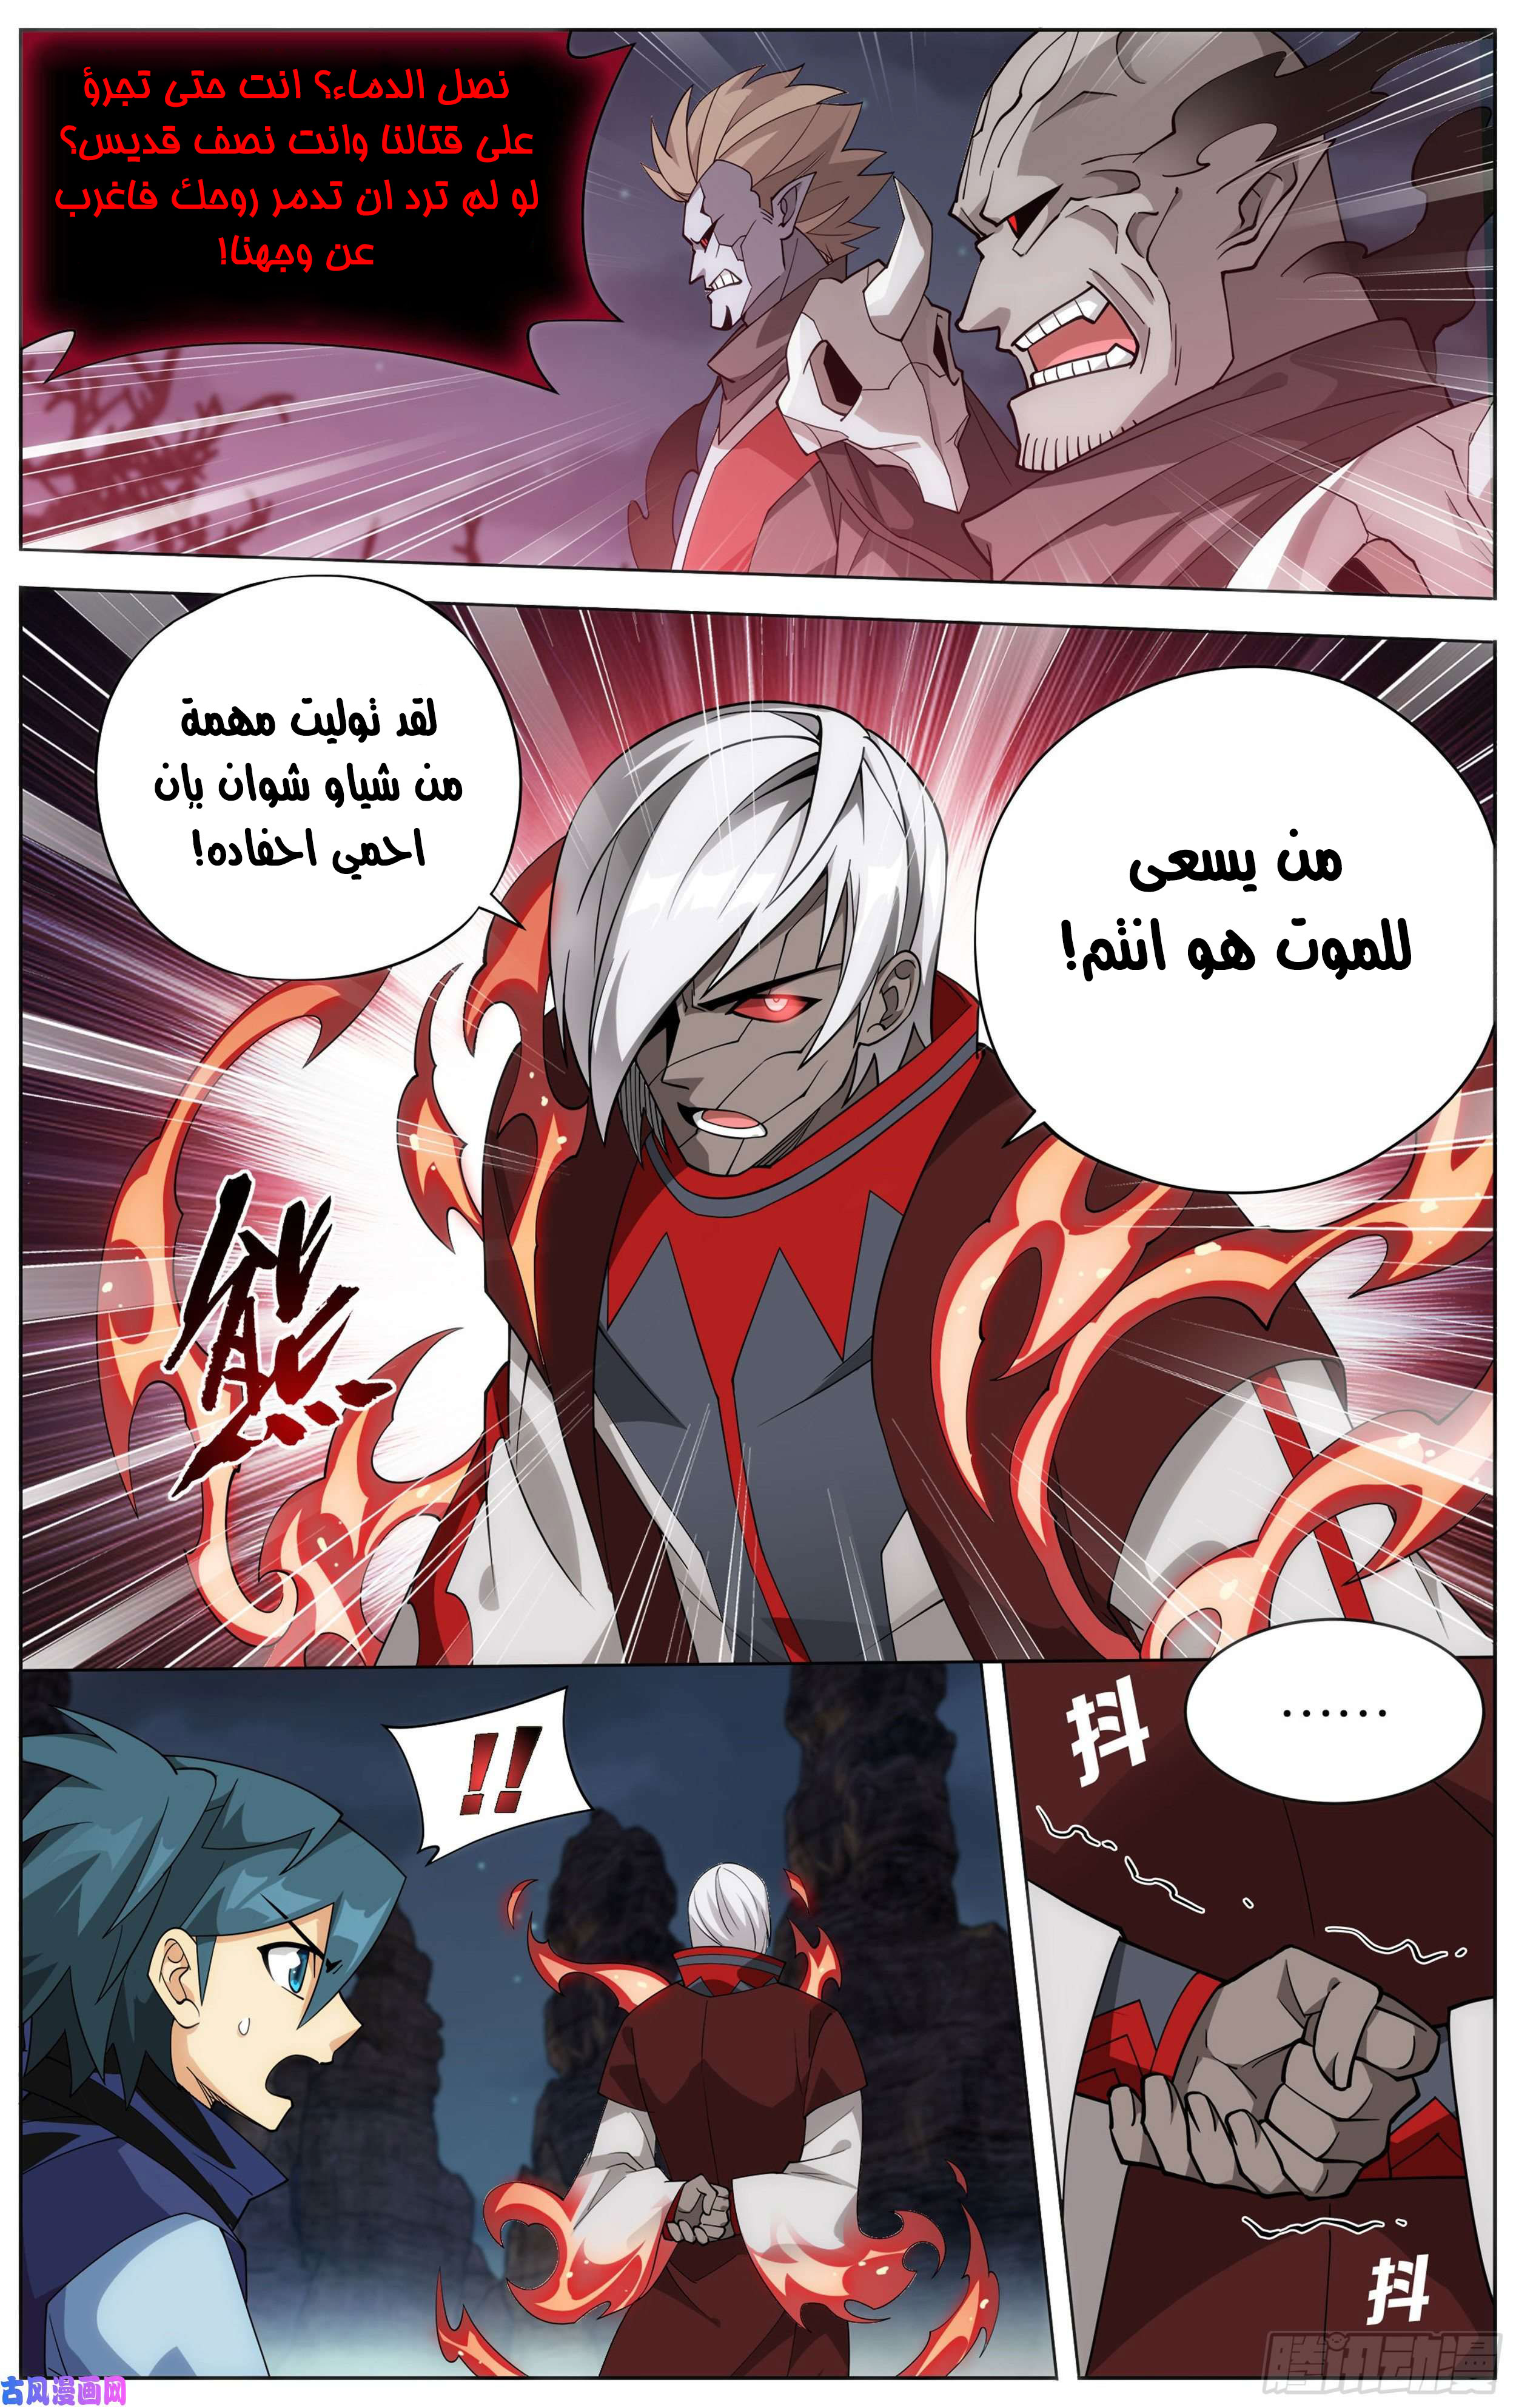 نصل الدماء؟ انت حتى تجرؤ
على قتالنا وانت نصف قديس؟
لو لم ترد ان تدمر روحك فاغرب
عن وجهنا!
من يسعى
للموت هو انتم!
لقد توليت مهمة
من شياو شوان بإن
احمي احفاده!
熊
......
抖
!!
抖
腾讯动漫
古风漫画网